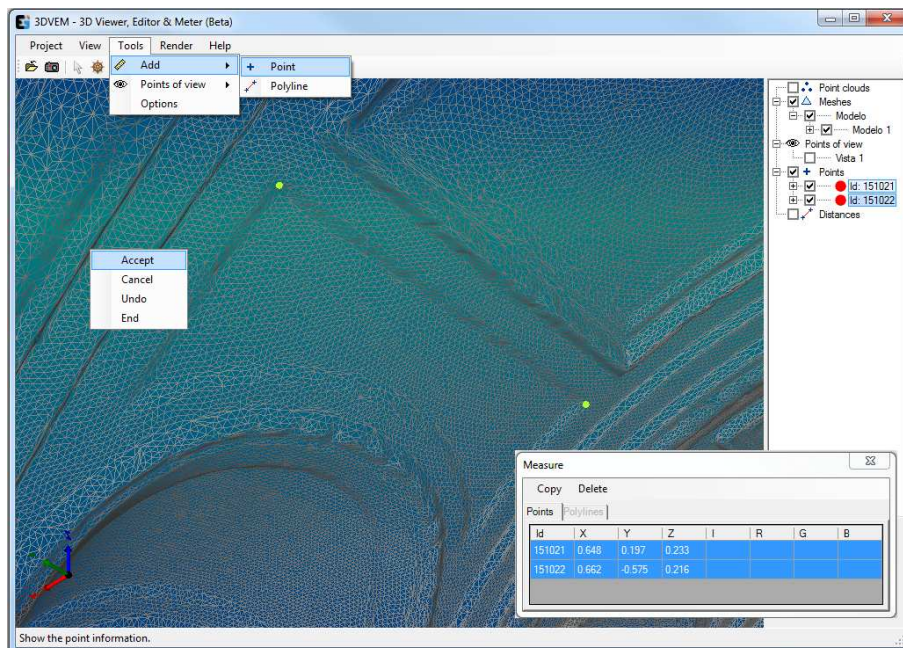 3DVEM - 3D Viewer, Editor & Meter (Beta)
Project View Tools Render Help
Add
Points of view
Options
Point
Polyline
Point clouds
Meshes
Modelo
Modelo 1
Points of view
Vista 1
Points
Id: 151021
Id: 151022
Distances
Accept
Cancel
Undo
End
Measure
Copy Delete
Points Polylines
Id X Y Z I R G B
151021 0.648 0.197 0.233
151022 0.662 -0.575 0.216
Show the point information.